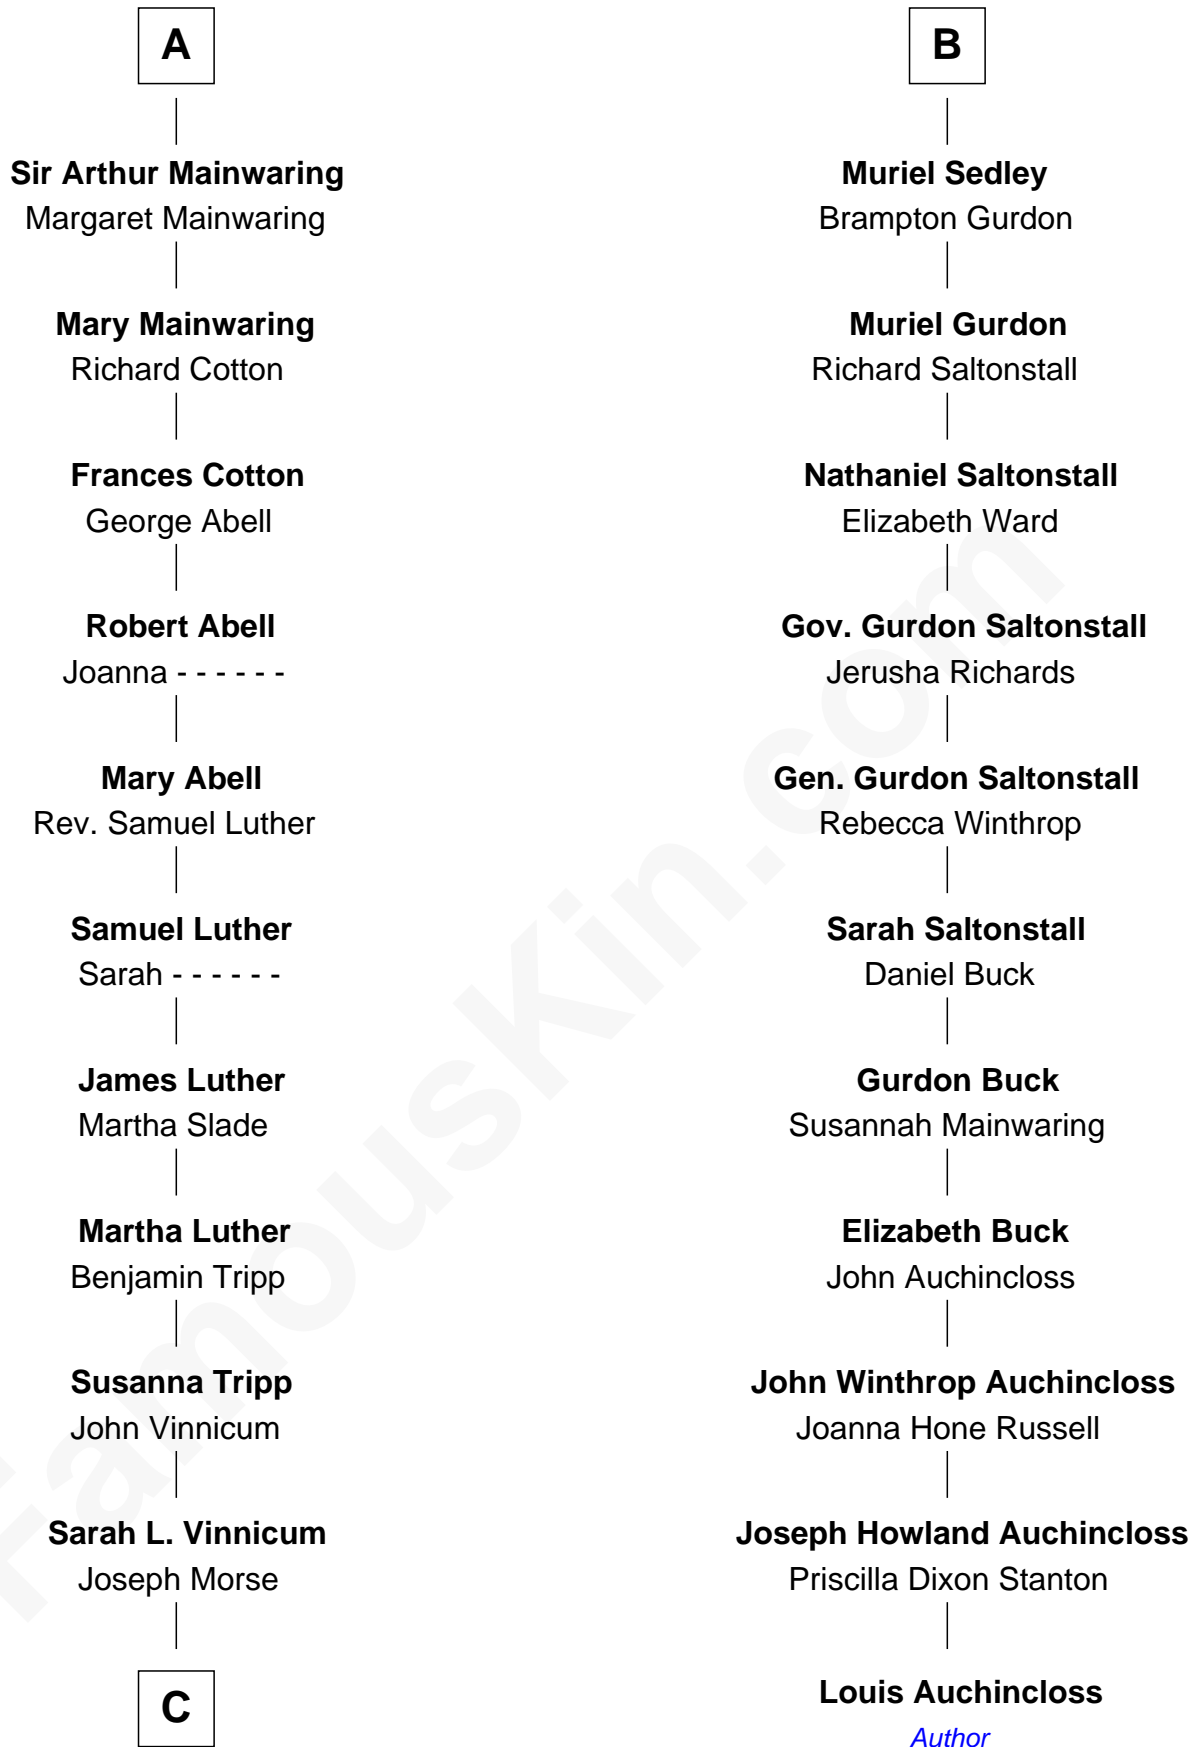 A
Sir Arthur Mainwaring
Margaret Mainwaring
Mary Mainwaring
Richard Cotton
Frances Cotton
George Abell
Robert Abell
Joanna - - - - - -
Mary Abell
Rev. Samuel Luther
Samuel Luther
Sarah - - - - - -
James Luther
Martha Slade
Martha Luther
Benjamin Tripp
Susanna Tripp
John Vinnicum
Sarah L. Vinnicum
Joseph Morse
C
B
Muriel Sedley
Brampton Gurdon
Muriel Gurdon
Richard Saltonstall
Nathaniel Saltonstall
Elizabeth Ward
Gov. Gurdon Saltonstall
Jerusha Richards
Gen. Gurdon Saltonstall
Rebecca Winthrop
Sarah Saltonstall
Daniel Buck
Gurdon Buck
Susannah Mainwaring
Elizabeth Buck
John Auchincloss
John Winthrop Auchincloss
Joanna Hone Russell
Joseph Howland Auchincloss
Priscilla Dixon Stanton
Louis Auchincloss
Author
FamousKin.com